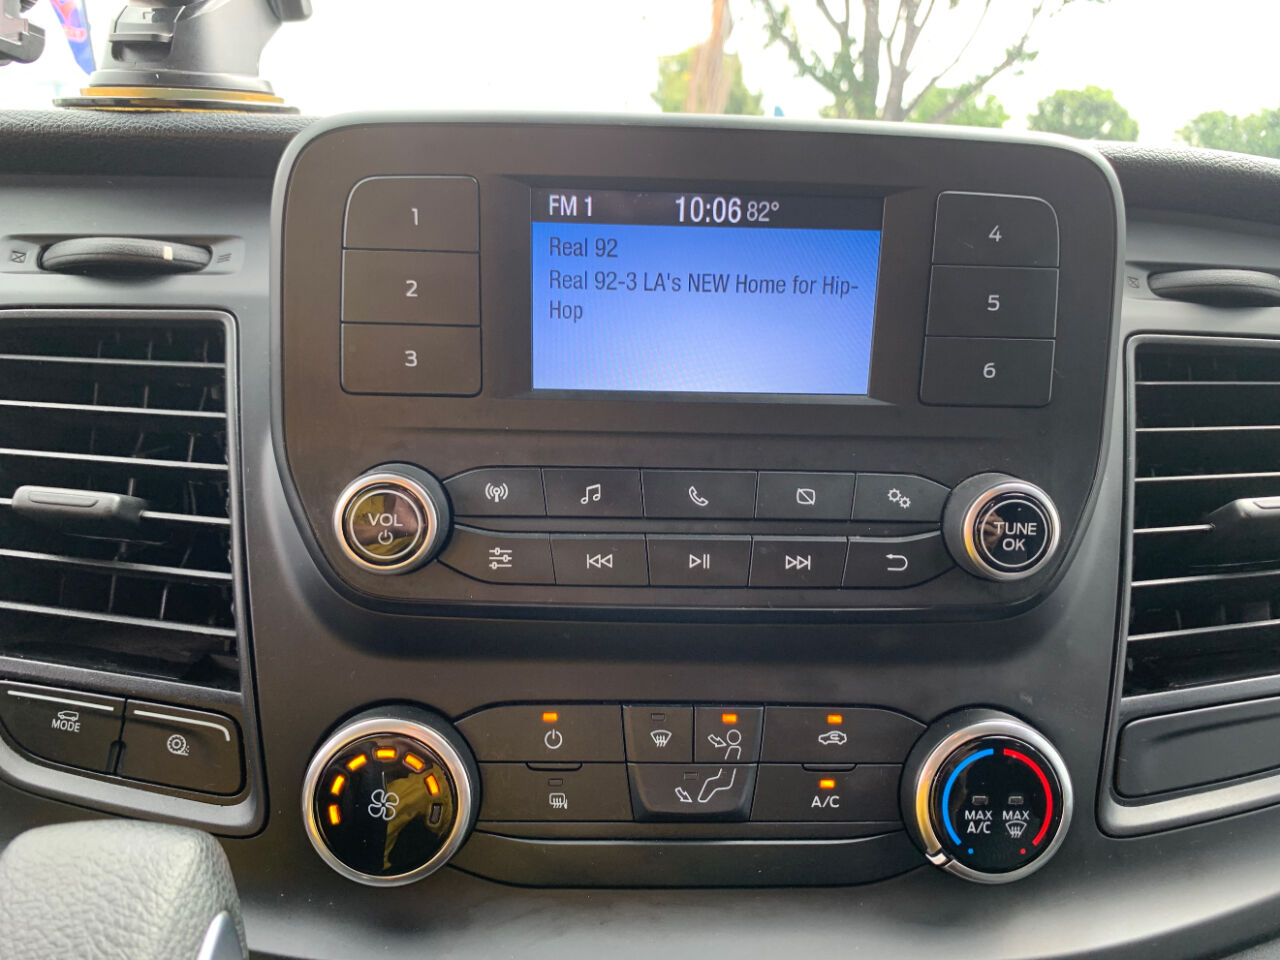 FM 1 10:06 82°
Real 92
Real 92-3 LA's NEW Home for Hip-
Hop
1
2
3
4
5
6
VOL
TUNE
OK
MODE
A/C
MAX
A/C
MAX